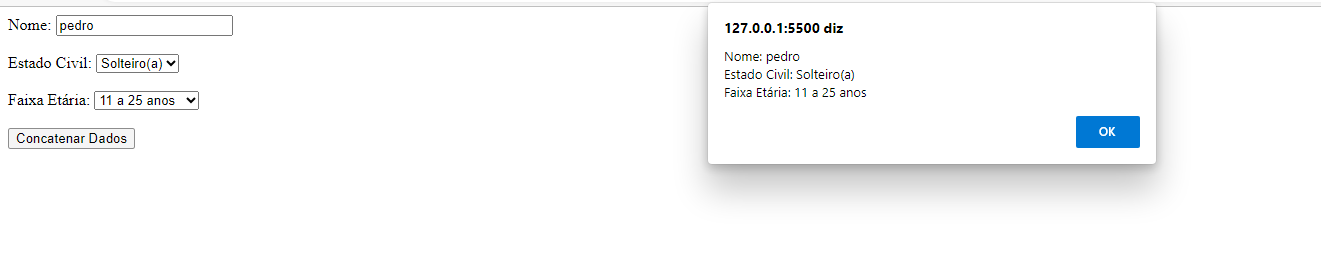 Nome: pedro
Estado Civil: Solteiro(a)
Faixa Etária: 11 a 25 anos
Concatenar Dados
127.0.0.1:5500 diz
Nome: pedro
Estado Civil: Solteiro(a)
Faixa Etária: 11 a 25 anos
OK